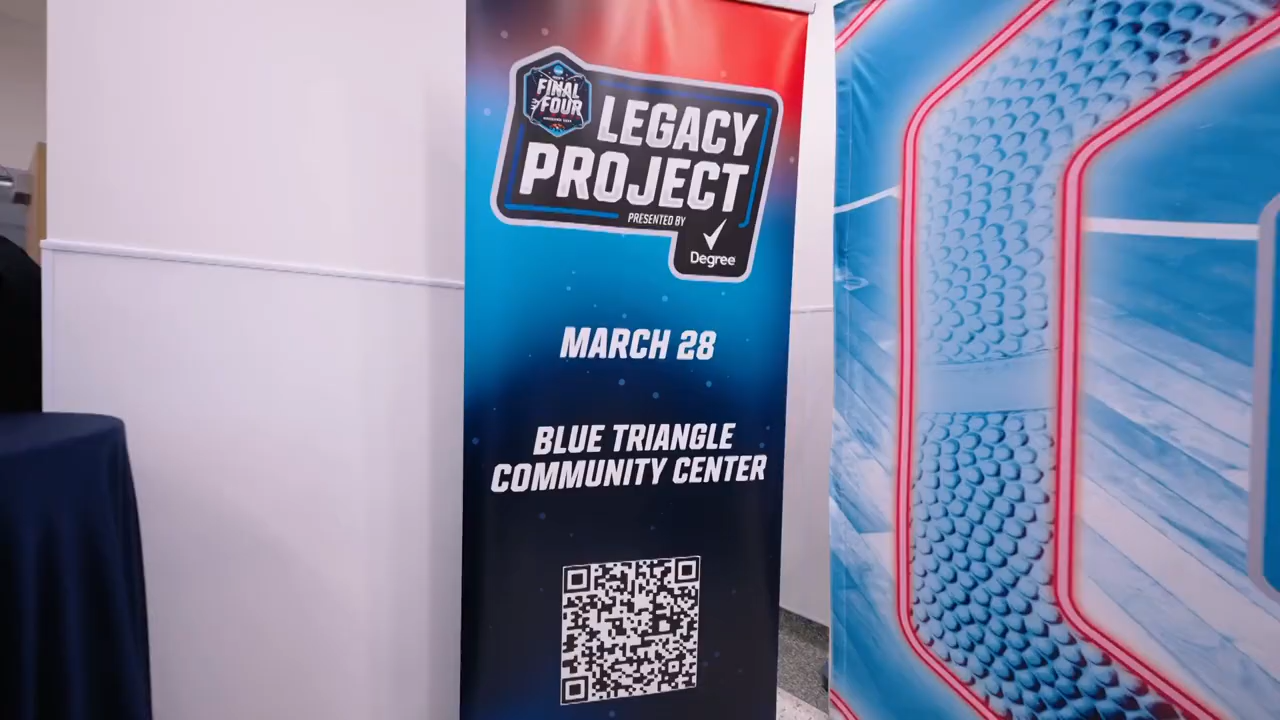 FINAL
FOUR
LEGACY
PROJECT
PRESENTED BY
Degree
MARCH 28
BLUE TRIANGLE
COMMUNITY CENTER